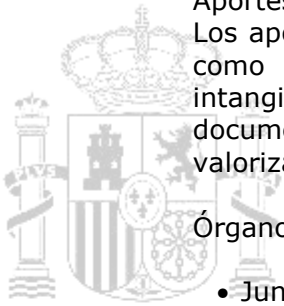 Aportes
Los apo
como
intangi
docume
valoriza
Órgano
• Jun
PLVS